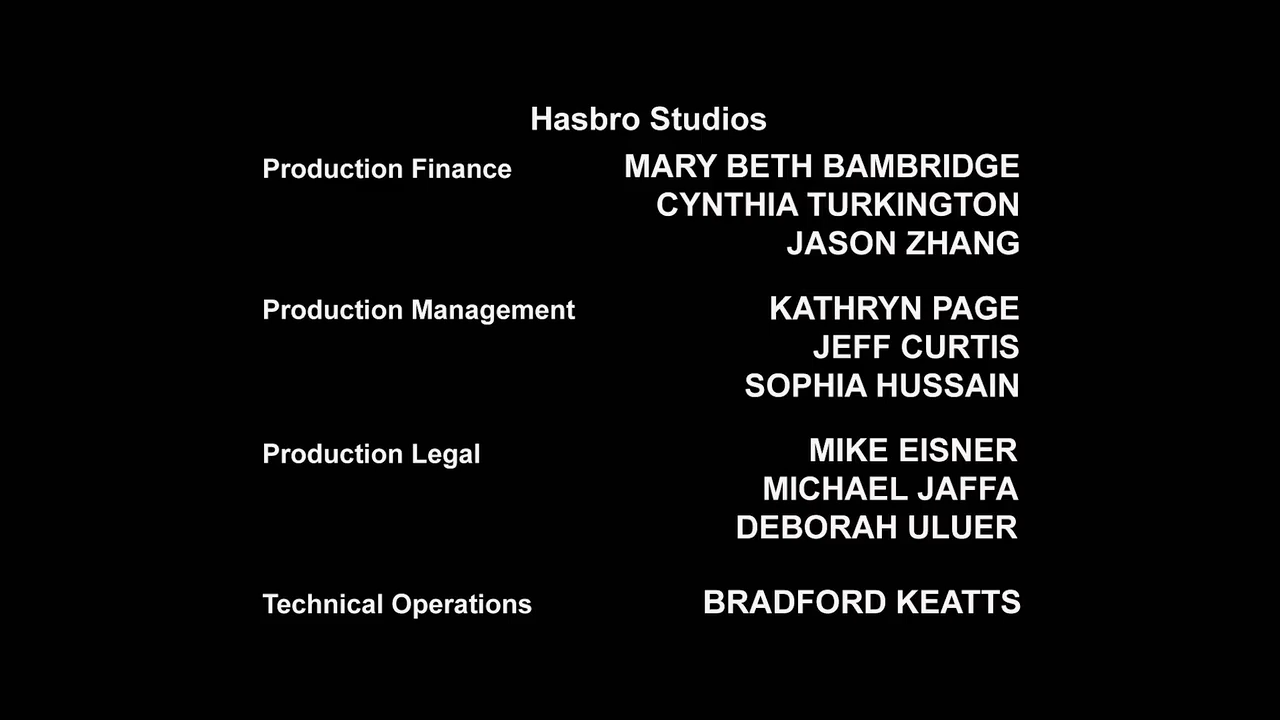 Hasbro Studios
Production Finance MARY BETH BAMBRIDGE
CYNTHIA TURKINGTON
JASON ZHANG
Production Management KATHRYN PAGE
JEFF CURTIS
SOPHIA HUSSAIN
Production Legal MIKE EISNER
MICHAEL JAFFA
DEBORAH ULUER
Technical Operations BRADFORD KEATTS